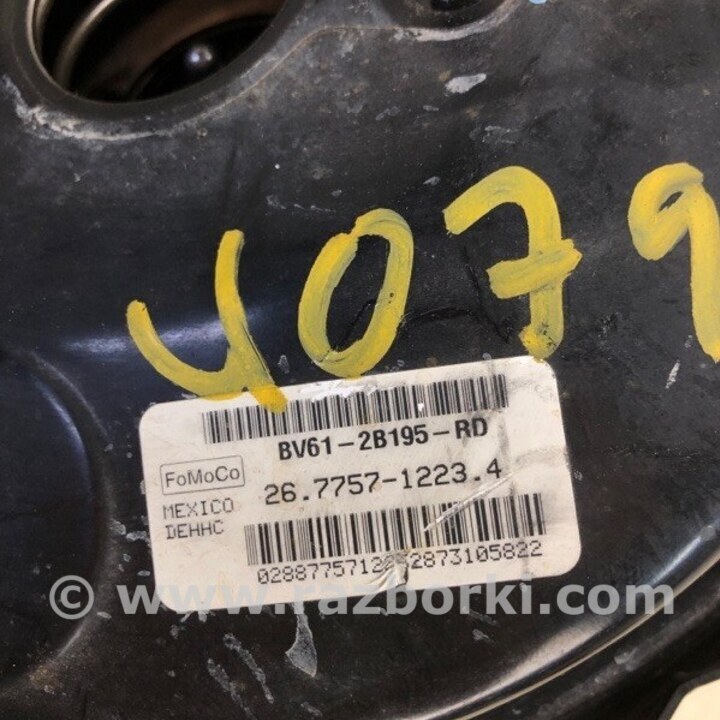 4079
BV61-2B195-RD
FoMoCo
26.7757-1223.4
MEXICO
DEHHC
© www.razborki.com